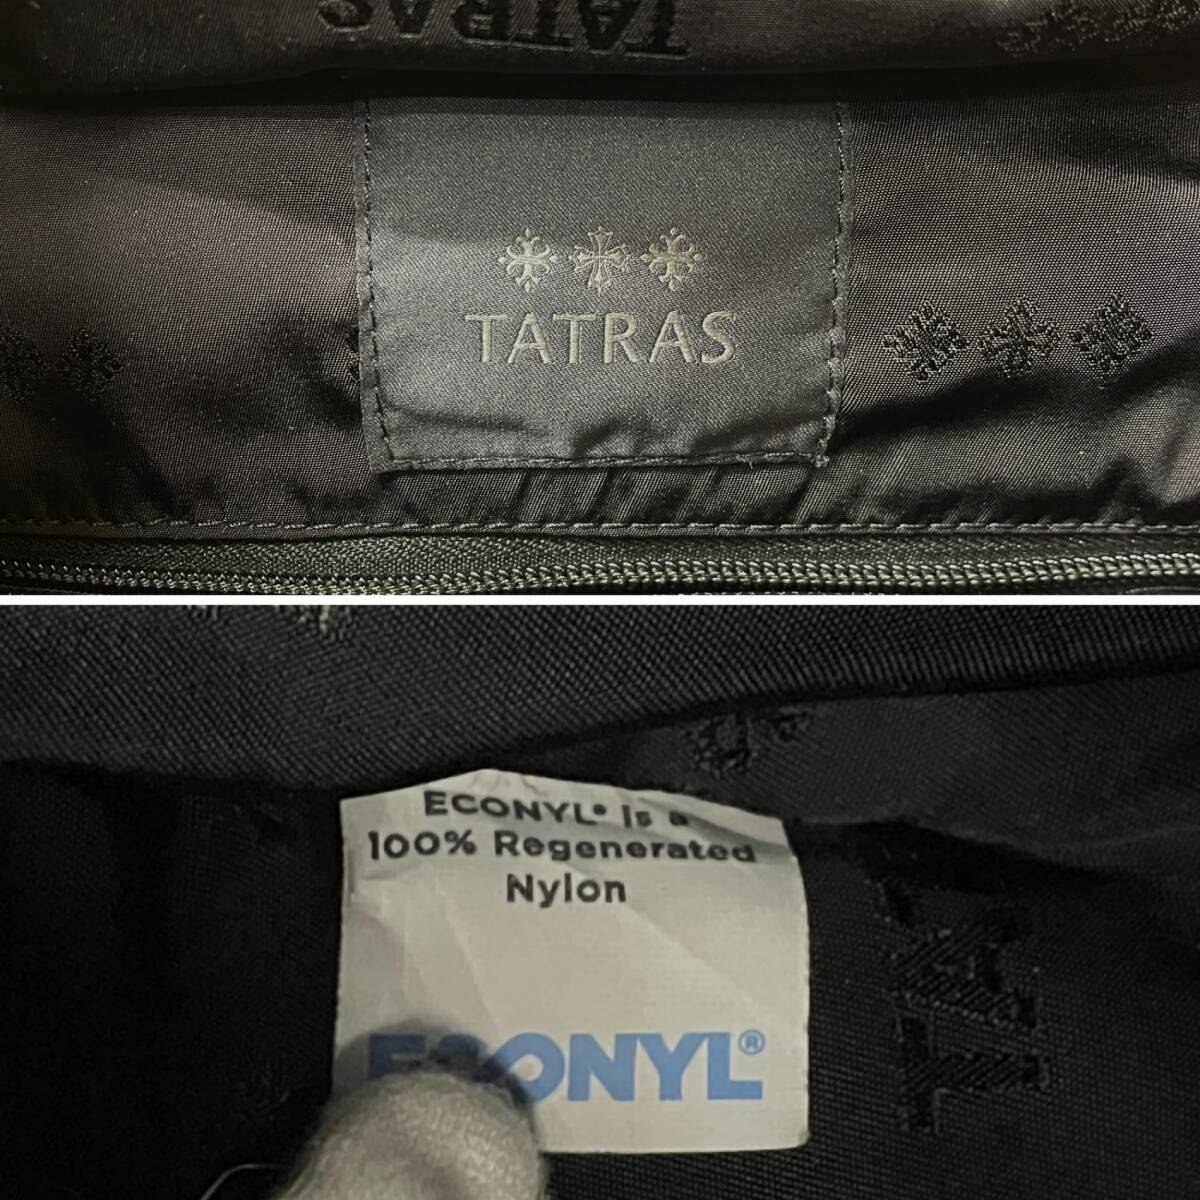 TATRAS
TATRAS
ECONYL® is a
100% Regenerated
Nylon
ECONYL®